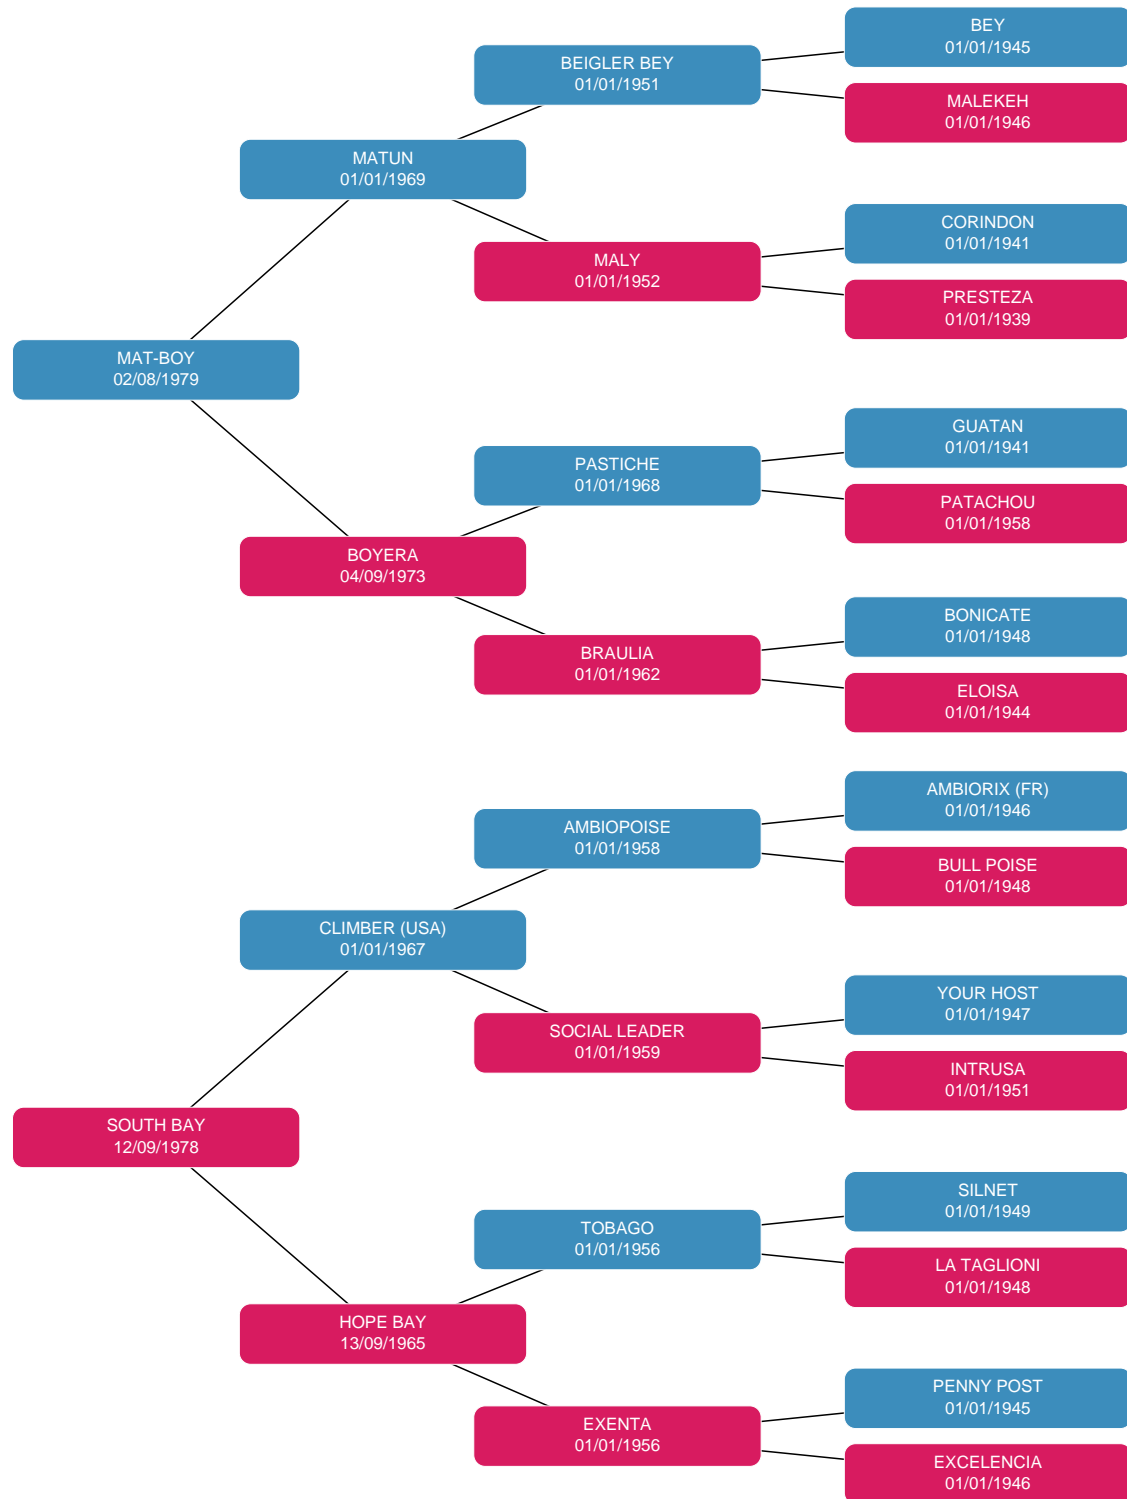 BEY
01/01/1945
BEIGLER BEY
01/01/1951
MALEKEH
01/01/1946
MATUN
01/01/1969
CORINDON
01/01/1941
MALY
01/01/1952
PRESTEZA
01/01/1939
MAT-BOY
02/08/1979
GUATAN
01/01/1941
PASTICHE
01/01/1968
PATACHOU
01/01/1958
BOYERA
04/09/1973
BONICATE
01/01/1948
BRAULIA
01/01/1962
ELOISA
01/01/1944
AMBIORIX (FR)
01/01/1946
AMBIOPOISE
01/01/1958
BULL POISE
01/01/1948
CLIMBER (USA)
01/01/1967
YOUR HOST
01/01/1947
SOCIAL LEADER
01/01/1959
INTRUSA
01/01/1951
SOUTH BAY
12/09/1978
SILNET
01/01/1949
TOBAGO
01/01/1956
LA TAGLIONI
01/01/1948
HOPE BAY
13/09/1965
PENNY POST
01/01/1945
EXENTA
01/01/1956
EXCELENCIA
01/01/1946